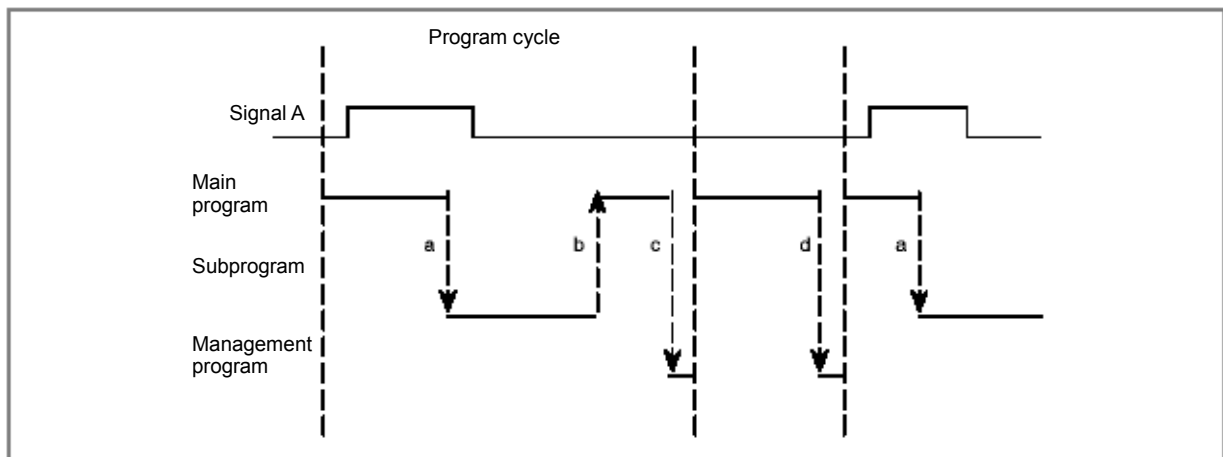 Program cycle
Signal A
Main
program
a
b
c
d
a
Subprogram
Management
program